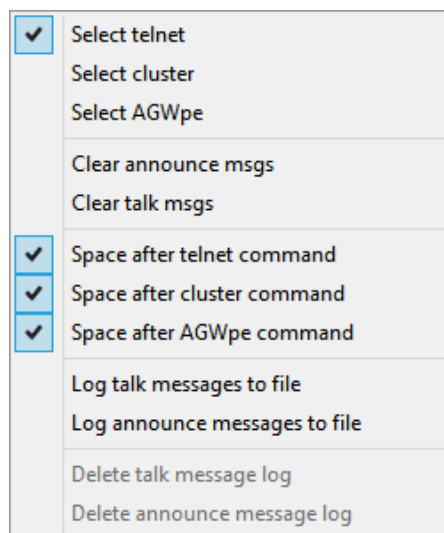 Select telnet
Select cluster
Select AGWpe
Clear announce msgs
Clear talk msgs
Space after telnet command
Space after cluster command
Space after AGWpe command
Log talk messages to file
Log announce messages to file
Delete talk message log
Delete announce message log